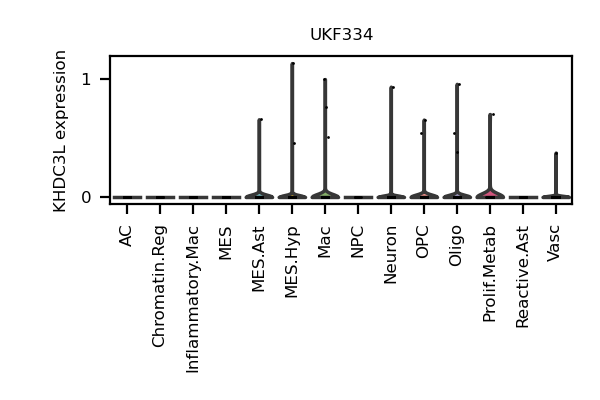 UKF334
KHDC3L expression
1
0
AC
Chromatin.Reg
Inflammatory.Mac
MES
MES.Ast
MES.Hyp
Mac
NPC
Neuron
OPC
Oligo
Prolif.Metab
Reactive.Ast
Vasc